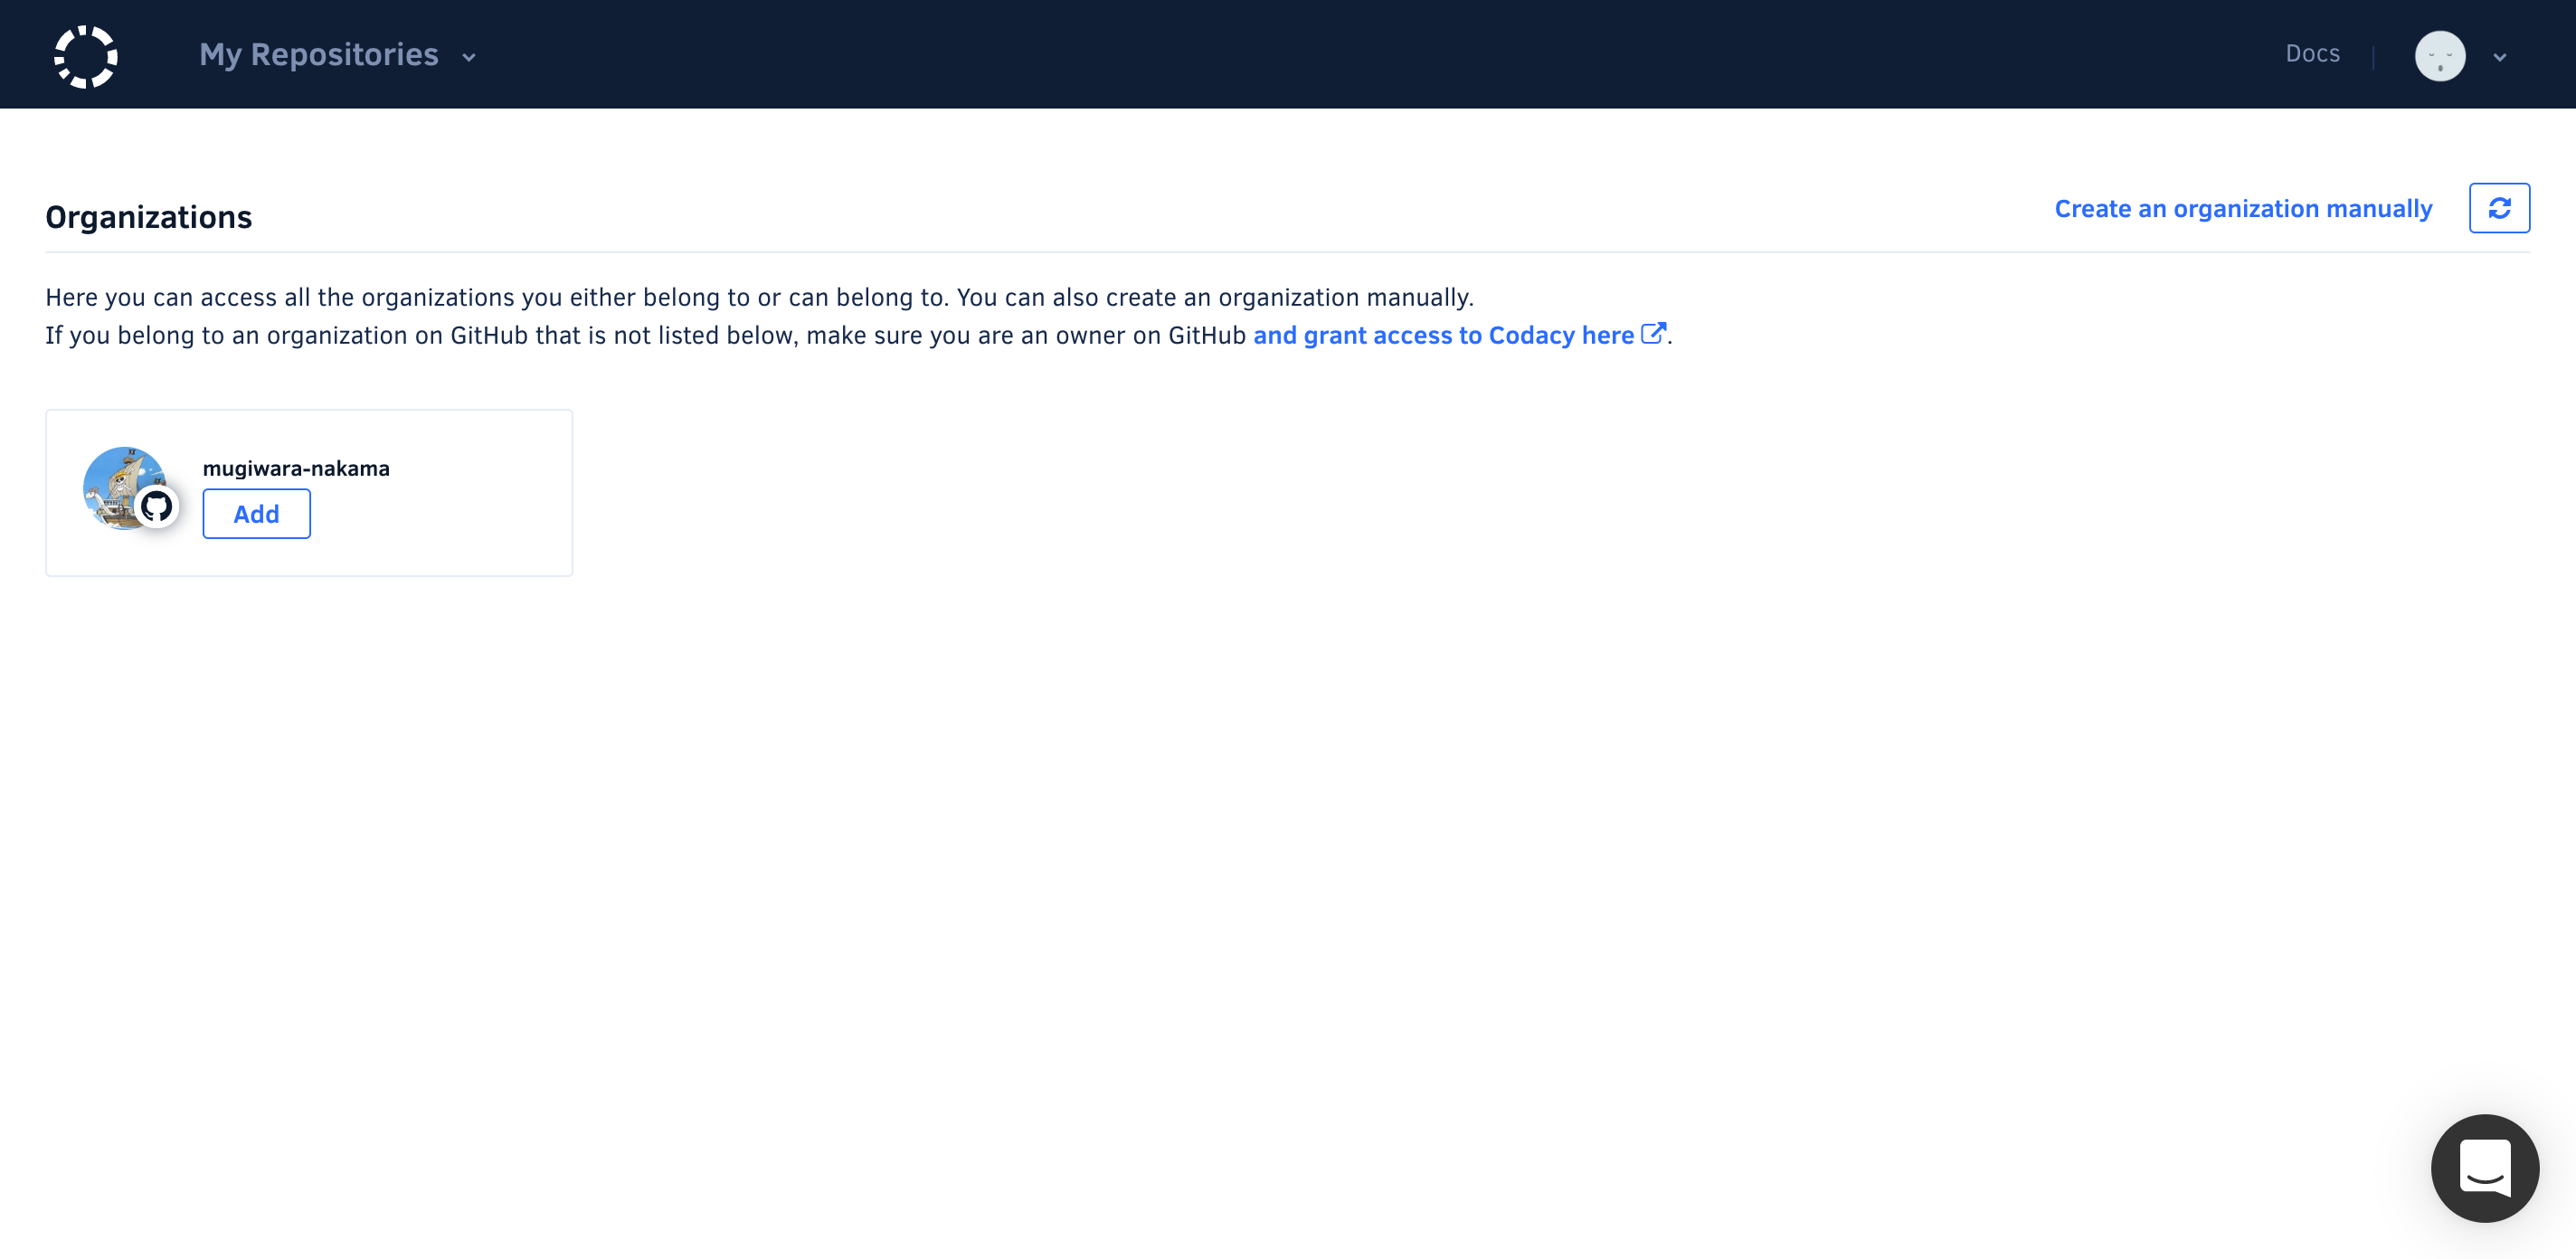 My Repositories
Docs
Organizations
Create an organization manually
Here you can access all the organizations you either belong to or can belong to. You can also create an organization manually.
If you belong to an organization on GitHub that is not listed below, make sure you are an owner on GitHub and grant access to Codacy here.
mugiwara-nakama
Add